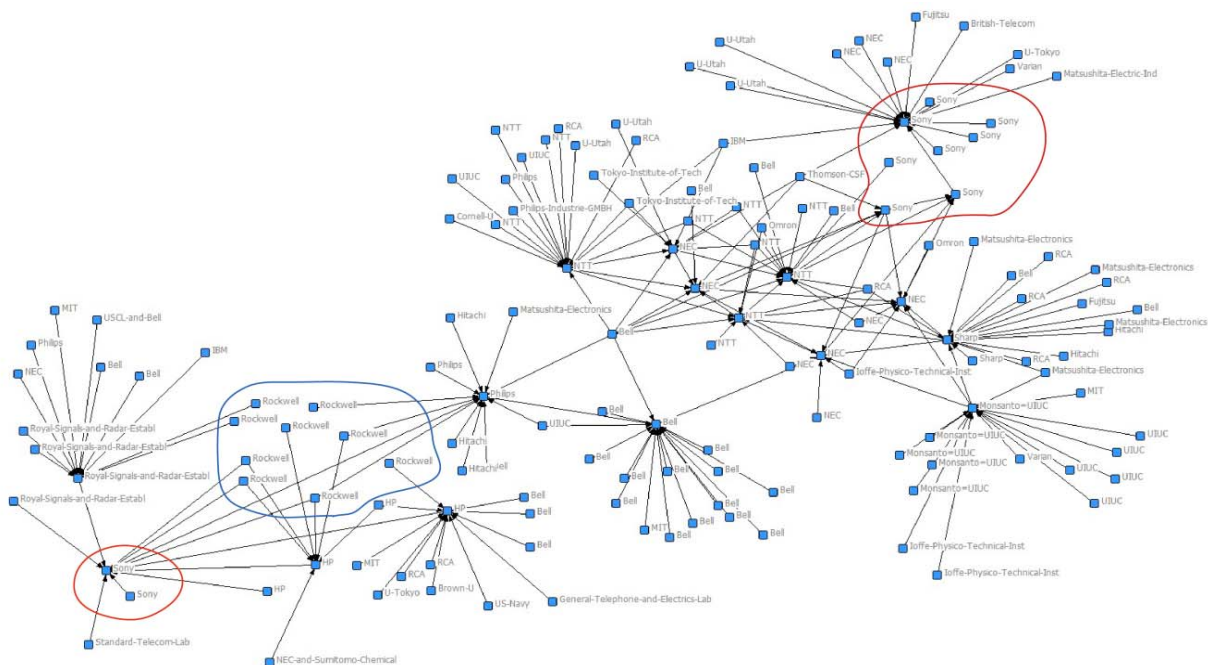 Fujitsu
British-Telecom
U-Utah
NEC
U-Tokyo
NEC
NEC
Varian
U-Utah
Matsushita-Electric-Ind
U-Utah
Sony
Sony
Sony
Sony
Sony
U-Utah
NTT
RCA
NTT
U-Utah
RCA
IBM
UIUC
Sony
Bell
Thomson-CSF
Tokyo-Institute-of-Tech
UIUC
Philips
Bell
Sony
Tokyo-Institute-of-Tech
Philips-Industrie-GMBH
Cornell-U
NTT
NTT
NTT
NTT
Bell
Sony
Omron
NEC
NTT
Omron
Matsushita-Electronics
RCA
NTT
NTT
Bell
Matsushita-Electronics
RCA
NEC
RCA
RCA
NEC
Fujitsu
Bell
MIT
Matsushita-Electronics
Hitachi
USCL-and-Bell
Hitachi
NTT
NEC
Matsushita-Electronics
Bell
Sharp
Philips
IBM
'NTT
NEC
Hitachi
Sharp
RCA
Bell
Philips
NEC
Ioffe-Physico-Technical-Inst
Matsushita-Electronics
NEC
Bell
MIT
Philips
Rockwell
Rockwell
Monsanto=UIUC
Bell
NEC
Rockwell
UIUC
Bell
Royal-Signals-and-Radar-Establ
Rockwell
Rockwell
Monsanto=UIUC
UIUC
Royal-Signals-and-Radar-Establ
Hitachi
Bell
UIUC
Monsanto=UIUC
Rockwell
Rockwell
Hitachi
ell
Bell
Bell
Bell
Monsanto=UIUC
Varian
UIUC
Royal-Signals-and-Radar-Establ
Rockwell
Bell
Bell
UIUC
Monsanto=UIUC
Royal-Signals-and-Radar-Establ
Rockwell
HP
Bell
Bell
Bell
UIUC
HP
Bell
Bell
MIT
Bell
Bell
Bell
Ioffe-Physico-Technical-Inst
Sony
HP
MIT
RCA
RCA
Ioffe-Physico-Technical-Inst
HP
Sony
U-Tokyo
Brown-U
General-Telephone-and-Electrics-Lab
US-Navy
Standard-Telecom-Lab
NEC-and-Sumitomo-Chemical